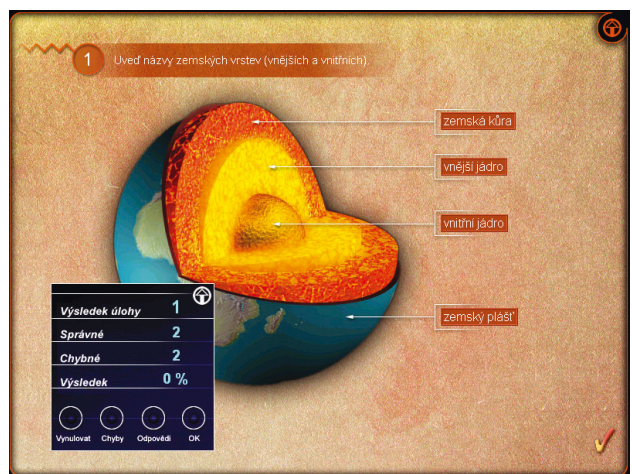 1 Uveď názvy zemských vrstev (vnějších a vnitřních).
zemská kůra
vnější jádro
vnitřní jádro
zemský plášť
Výsledek úlohy 1
Správné 2
Chybné 2
Výsledek 0 %
Vynulovat Chyby Odpovědi OK